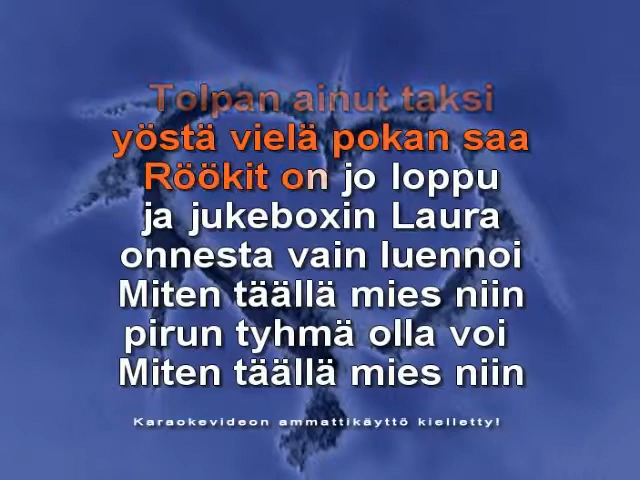 Tolpan ainut taksi
yöstä vielä pokan saa
Röökit on jo loppu
ja jukeboxin Laura
onnesta vain luennoi
Miten täällä mies niin
pirun tyhmä olla voi
Miten täällä mies niin
Karaokevideon ammattikäyttö kielletty!